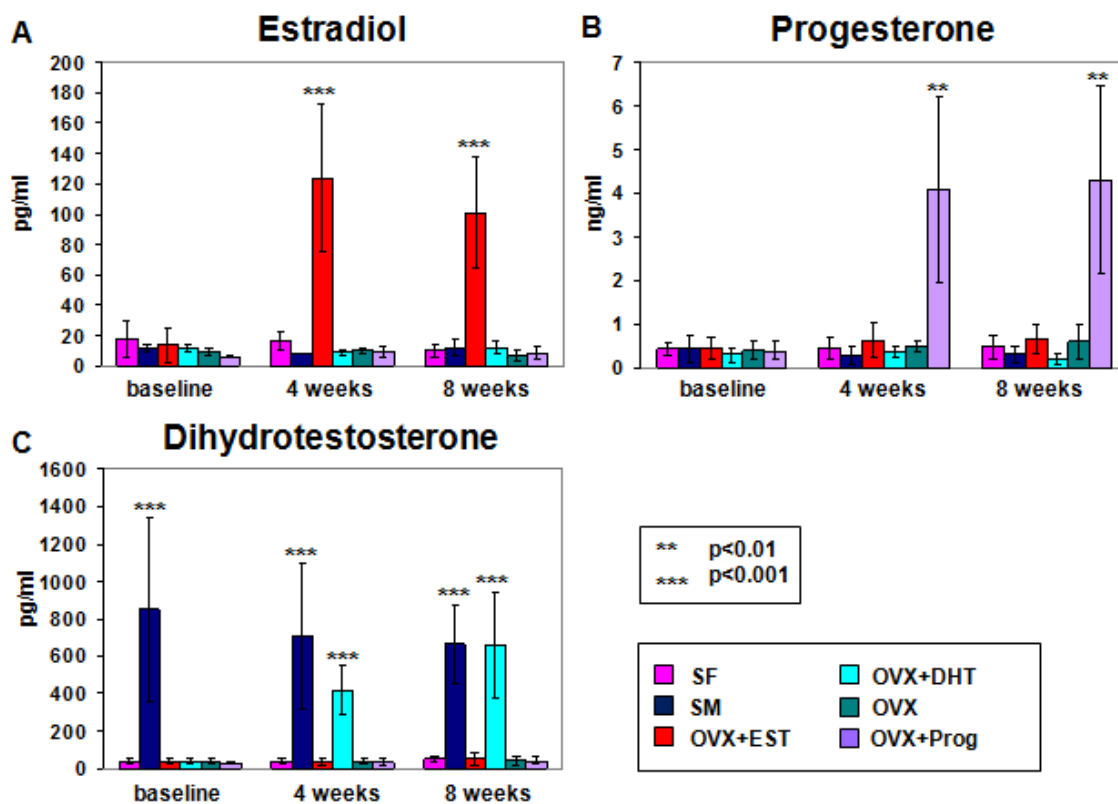 A
Estradiol
pg/ml
200
180
160
140
120
100
80
60
40
20
0
***
***
baseline
4 weeks
8 weeks
B
Progesterone
ng/ml
7
6
5
4
3
2
1
0
**
**
baseline
4 weeks
8 weeks
C
Dihydrotestosterone
pg/ml
1600
1400
1200
1000
800
600
400
200
0
***
***
***
***
***
baseline
4 weeks
8 weeks
** p<0.01
*** p<0.001
SF
SM
OVX+EST
OVX+DHT
OVX
OVX+Prog